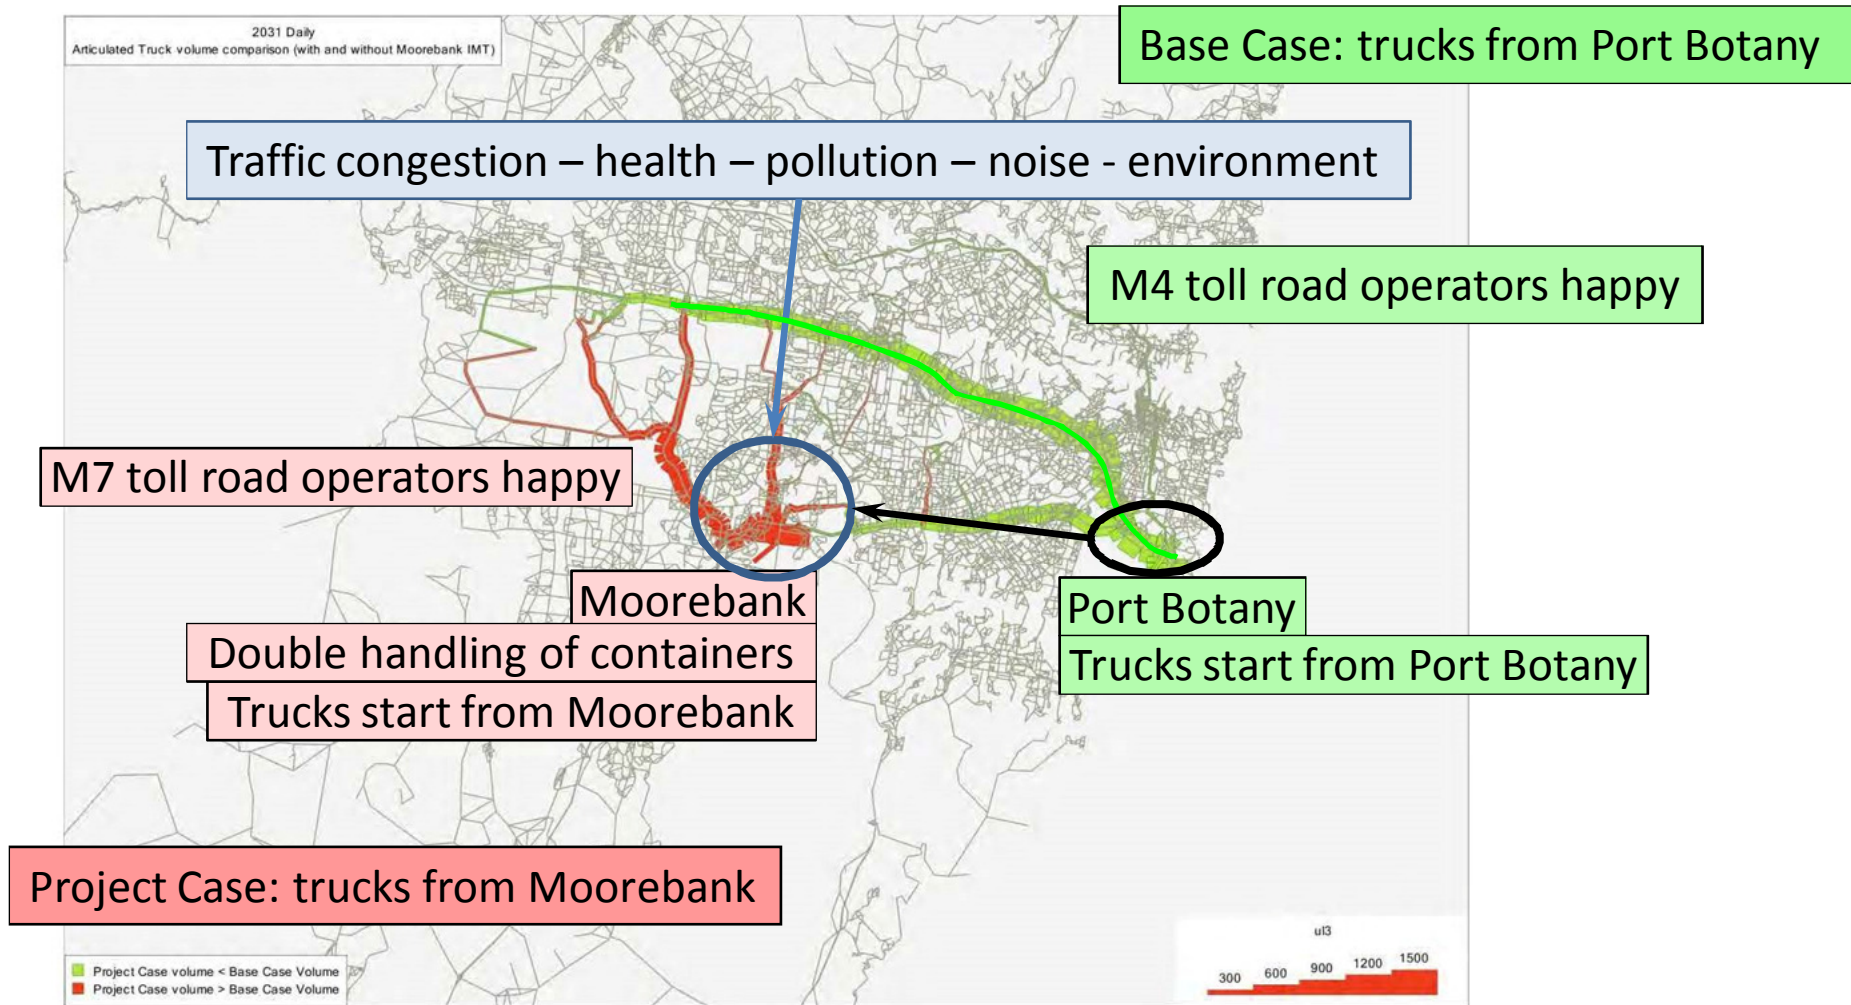 2031 Daily
Articulated Truck volume comparison (with and without Moorebank IMT)
Base Case: trucks from Port Botany
Traffic congestion – health – pollution – noise - environment
M4 toll road operators happy
M7 toll road operators happy
Moorebank
Double handling of containers
Trucks start from Moorebank
Port Botany
Trucks start from Port Botany
Project Case: trucks from Moorebank
Project Case volume < Base Case Volume
Project Case volume > Base Case Volume
ul3
300 600 900 1200 1500